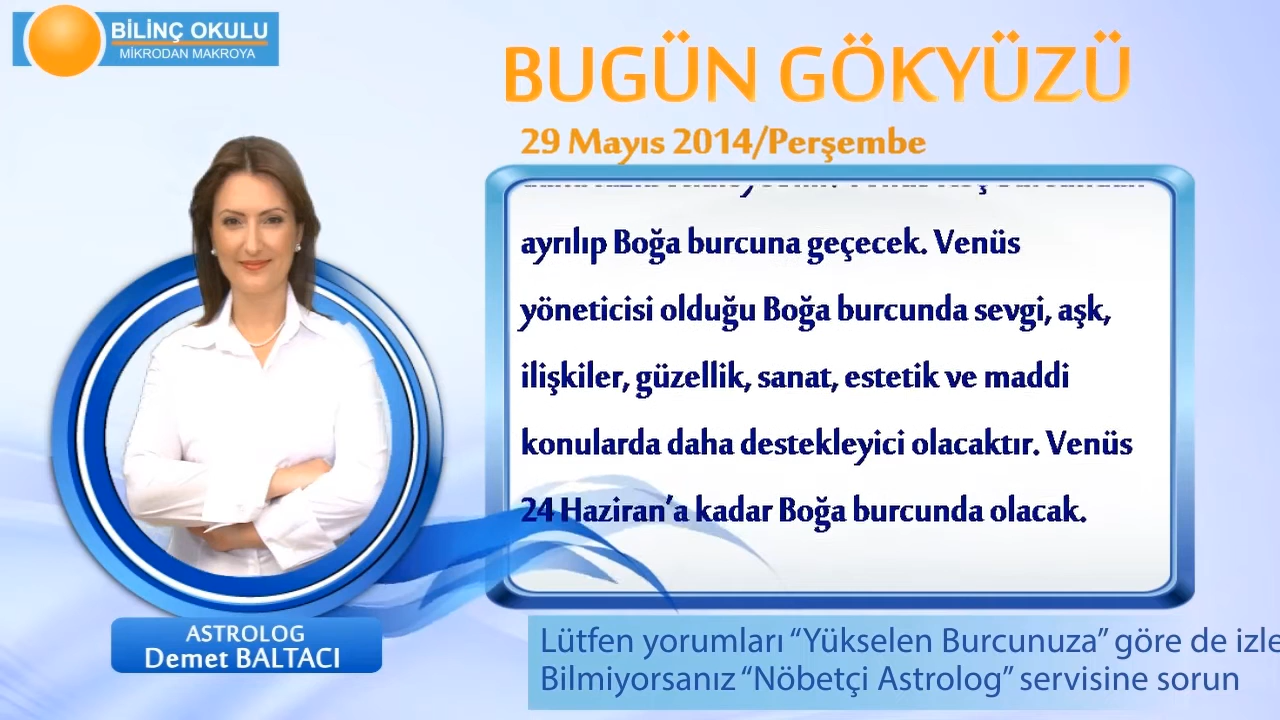 BİLİNÇ OKULU
MİKRODAN MAKROYA
BUGÜN GÖKYÜZÜ
29 Mayıs 2014/Perşembe
ayrılıp Boğa burcuna geçecek. Venüs
yöneticisi olduğu Boğa burcunda sevgi, aşk,
ilişkiler, güzellik, sanat, estetik ve maddi
konularda daha destekleyici olacaktır. Venüs
24 Haziran'a kadar Boğa burcunda olacak.
ASTROLOG
Demet BALTACI
Lütfen yorumları “Yükselen Burcunuza” göre de izle
Bilmiyorsanız “Nöbetçi Astrolog” servisine sorun